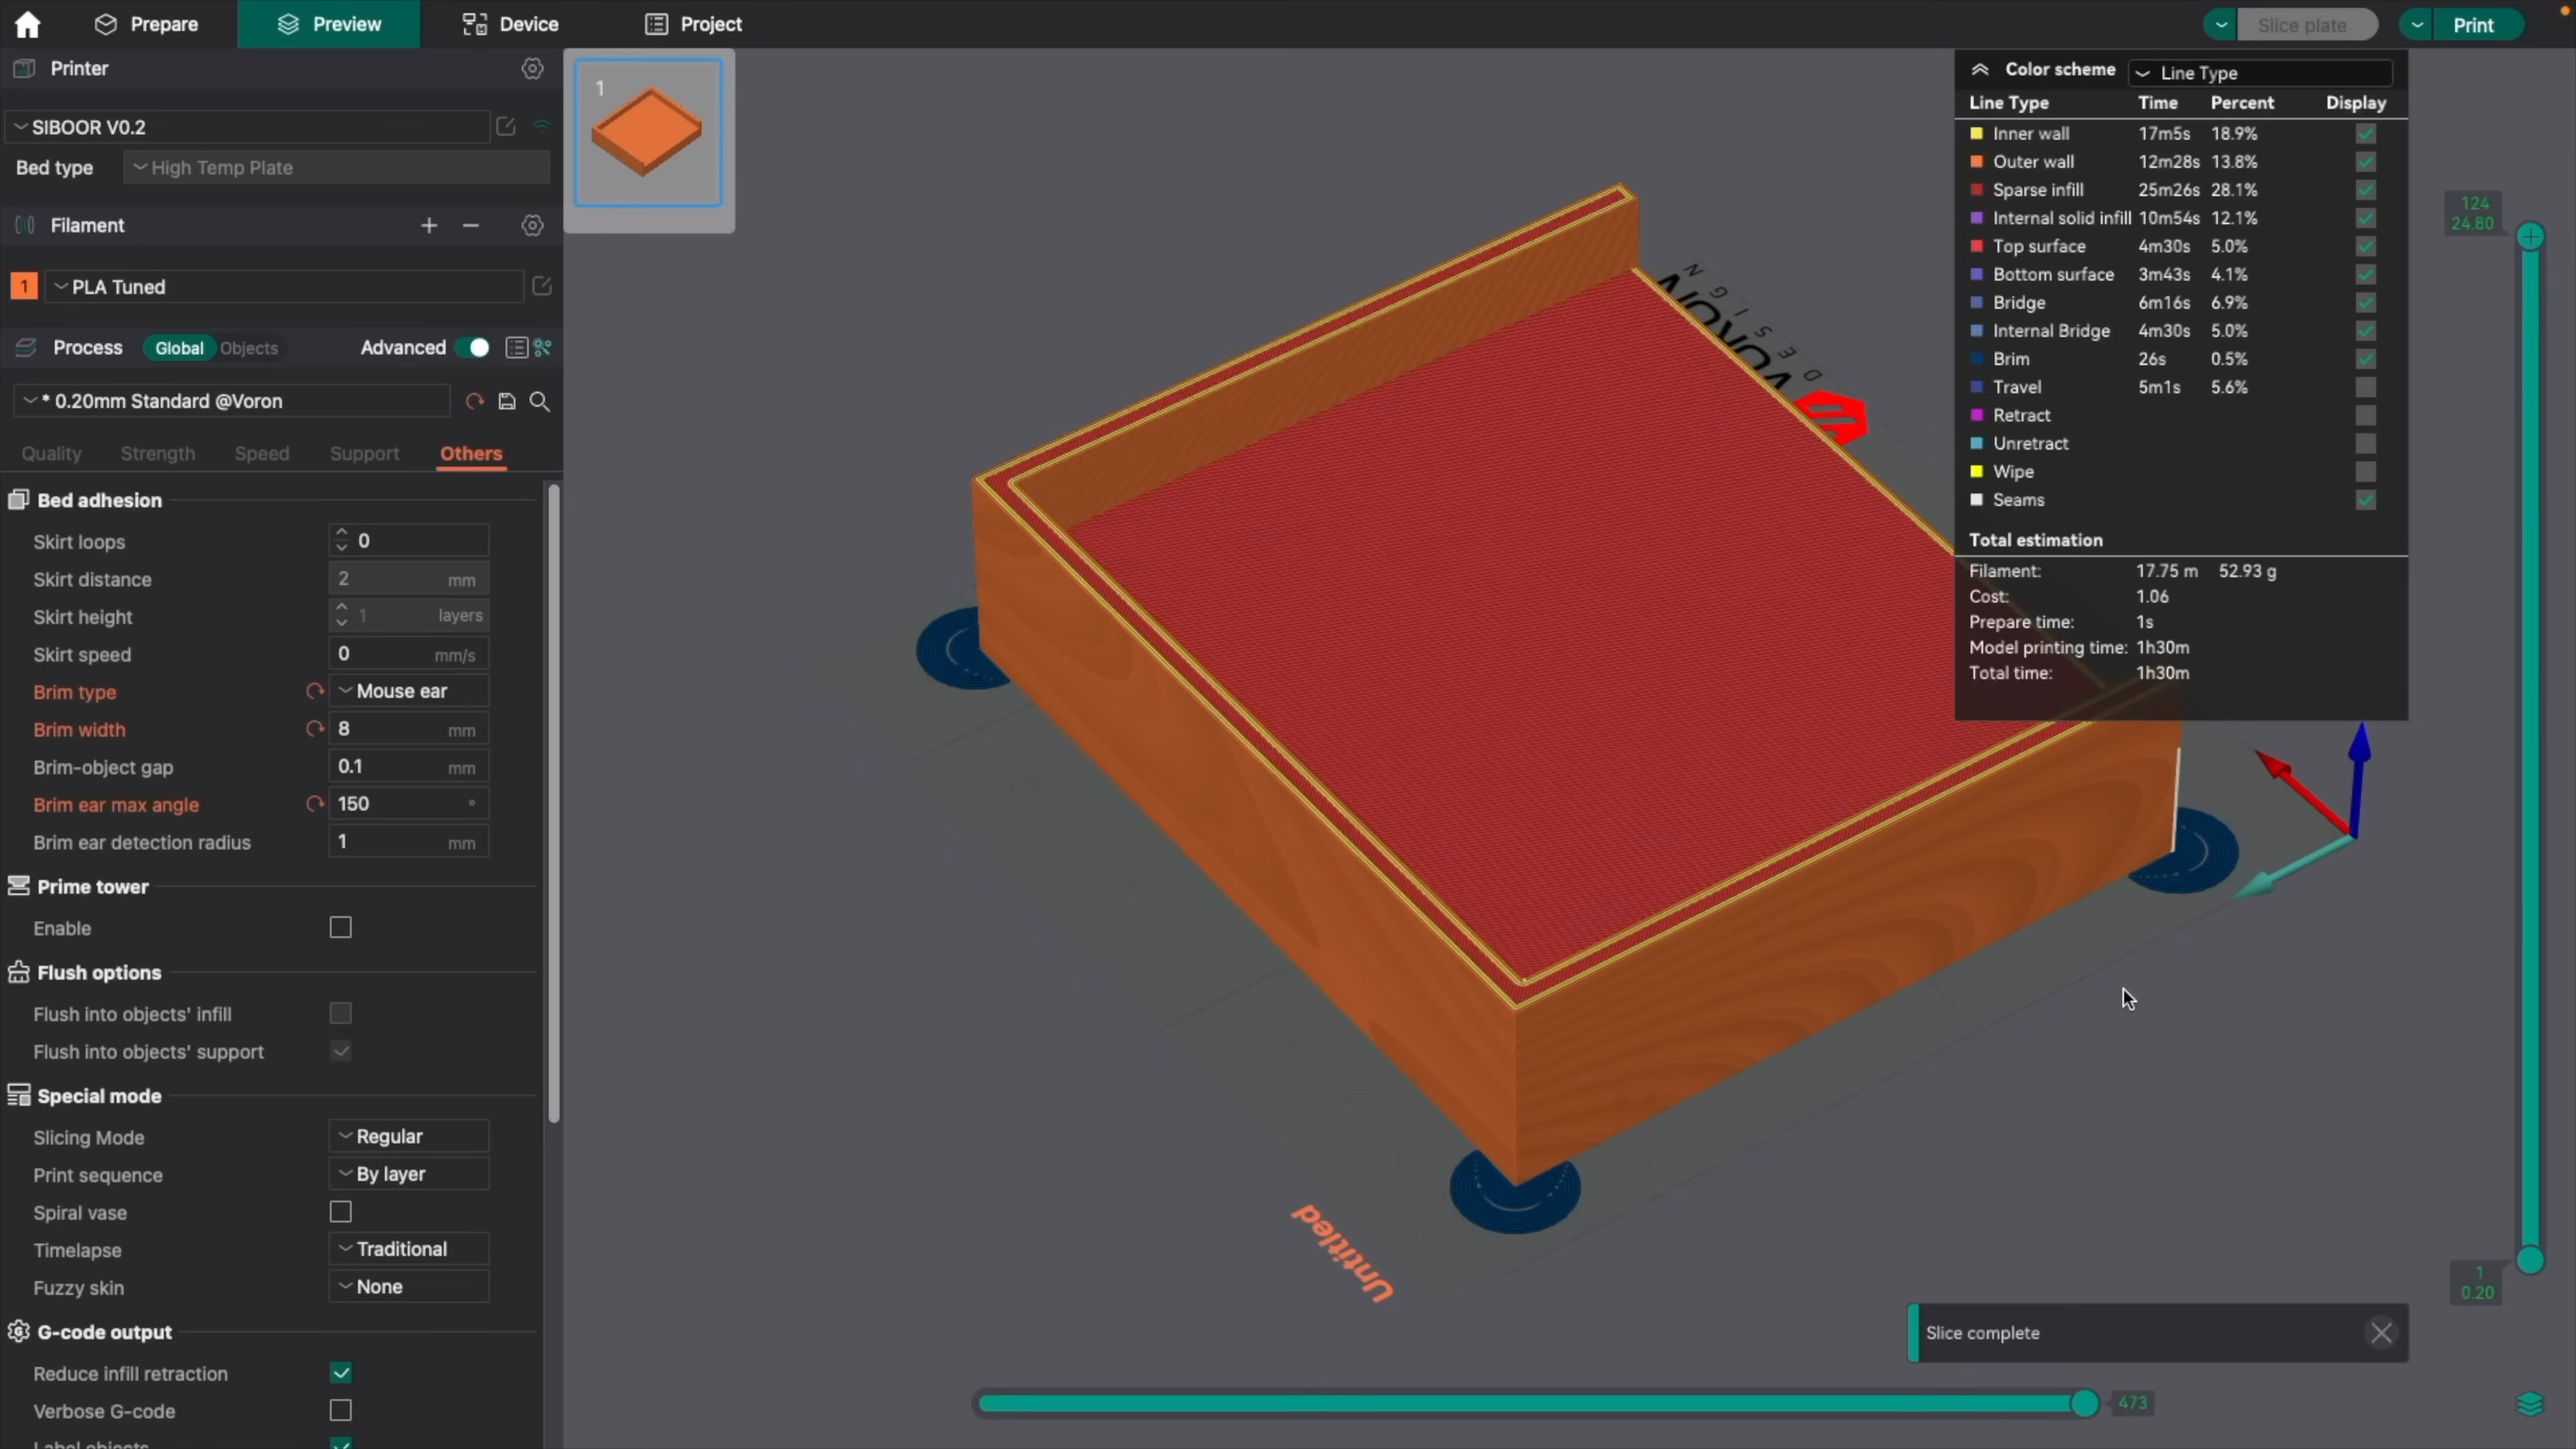 Prepare
Preview
Device
Project
Slice plate
Print
Printer
SIBOOR V0.2
Bed type
High Temp Plate
Filament
1
PLA Tuned
Process
Global
Objects
Advanced
* 0.20mm Standard @Voron
Quality
Strength
Speed
Support
Others
Bed adhesion
Skirt loops
0
Skirt distance
2 mm
Skirt height
1 layers
Skirt speed
0 mm/s
Brim type
Mouse ear
Brim width
8 mm
Brim-object gap
0.1 mm
Brim ear max angle
150 °
Brim ear detection radius
1 mm
Prime tower
Enable
Flush options
Flush into objects' infill
Flush into objects' support
Special mode
Slicing Mode
Regular
Print sequence
By layer
Spiral vase
Timelapse
Traditional
Fuzzy skin
None
G-code output
Reduce infill retraction
Verbose G-code
Label objects
1
VORON
DESIGN
Untitled
Color scheme
Line Type
Line Type Time Percent Display
Inner wall 17m5s 18.9%
Outer wall 12m28s 13.8%
Sparse infill 25m26s 28.1%
Internal solid infill 10m54s 12.1%
Top surface 4m30s 5.0%
Bottom surface 3m43s 4.1%
Bridge 6m16s 6.9%
Internal Bridge 4m30s 5.0%
Brim 26s 0.5%
Travel 5m1s 5.6%
Retract
Unretract
Wipe
Seams
Total estimation
Filament: 17.75 m 52.93 g
Cost: 1.06
Prepare time: 1s
Model printing time: 1h30m
Total time: 1h30m
124
24.80
1
0.20
Slice complete
473